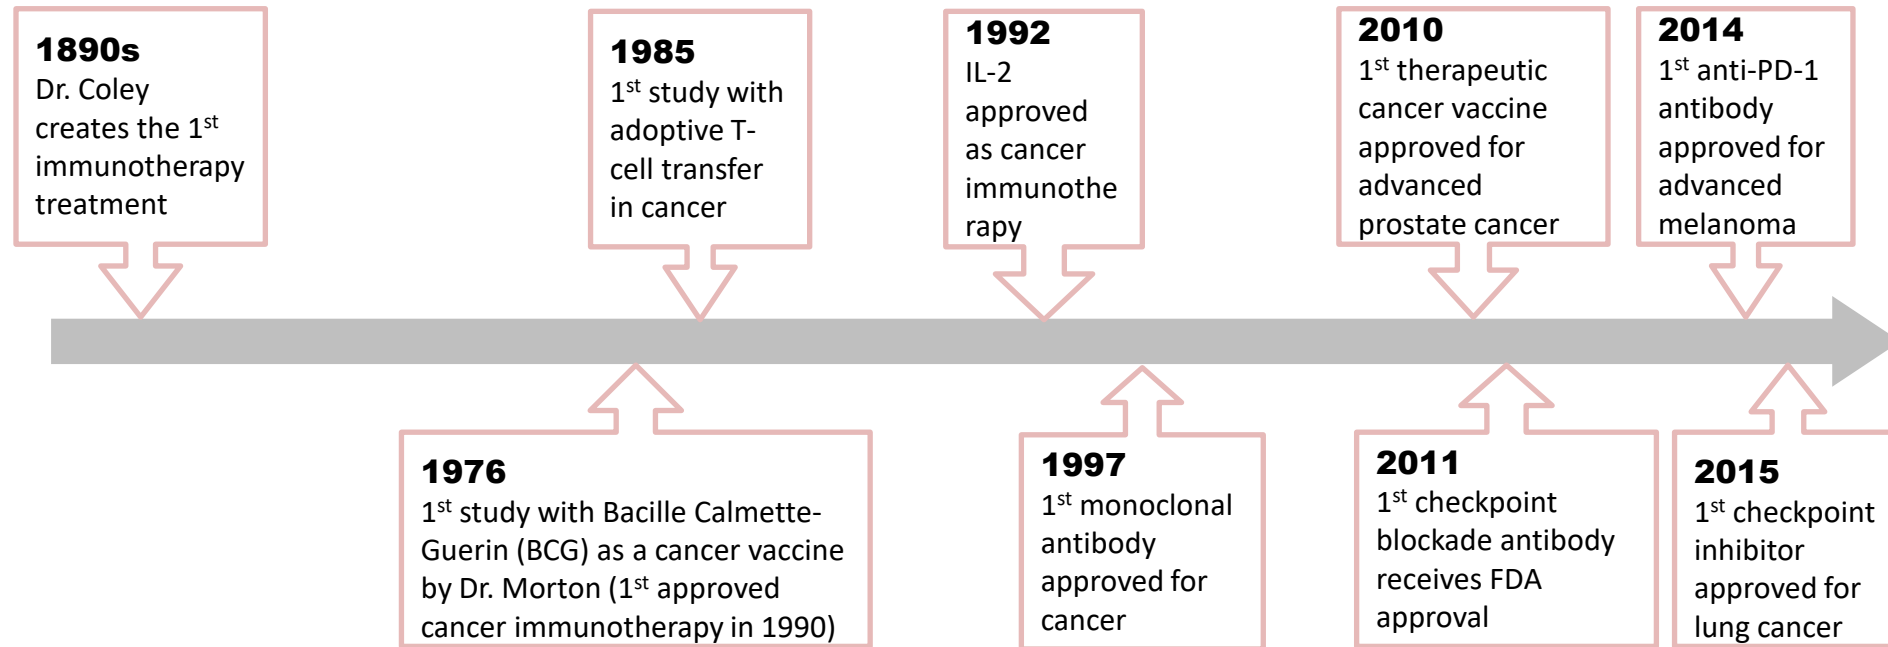 1890s
Dr. Coley
creates the 1st
immunotherapy
treatment
1985
1st study with
adoptive T-
cell transfer
in cancer
1992
IL-2
approved
as cancer
immunothe
rapy
2010
1st therapeutic
cancer vaccine
approved for
advanced
prostate cancer
2014
1st anti-PD-1
antibody
approved for
advanced
melanoma
1976
1st study with Bacille Calmette-
Guerin (BCG) as a cancer vaccine
by Dr. Morton (1st approved
cancer immunotherapy in 1990)
1997
1st monoclonal
antibody
approved for
cancer
2011
1st checkpoint
blockade antibody
receives FDA
approval
2015
1st checkpoint
inhibitor
approved for
lung cancer